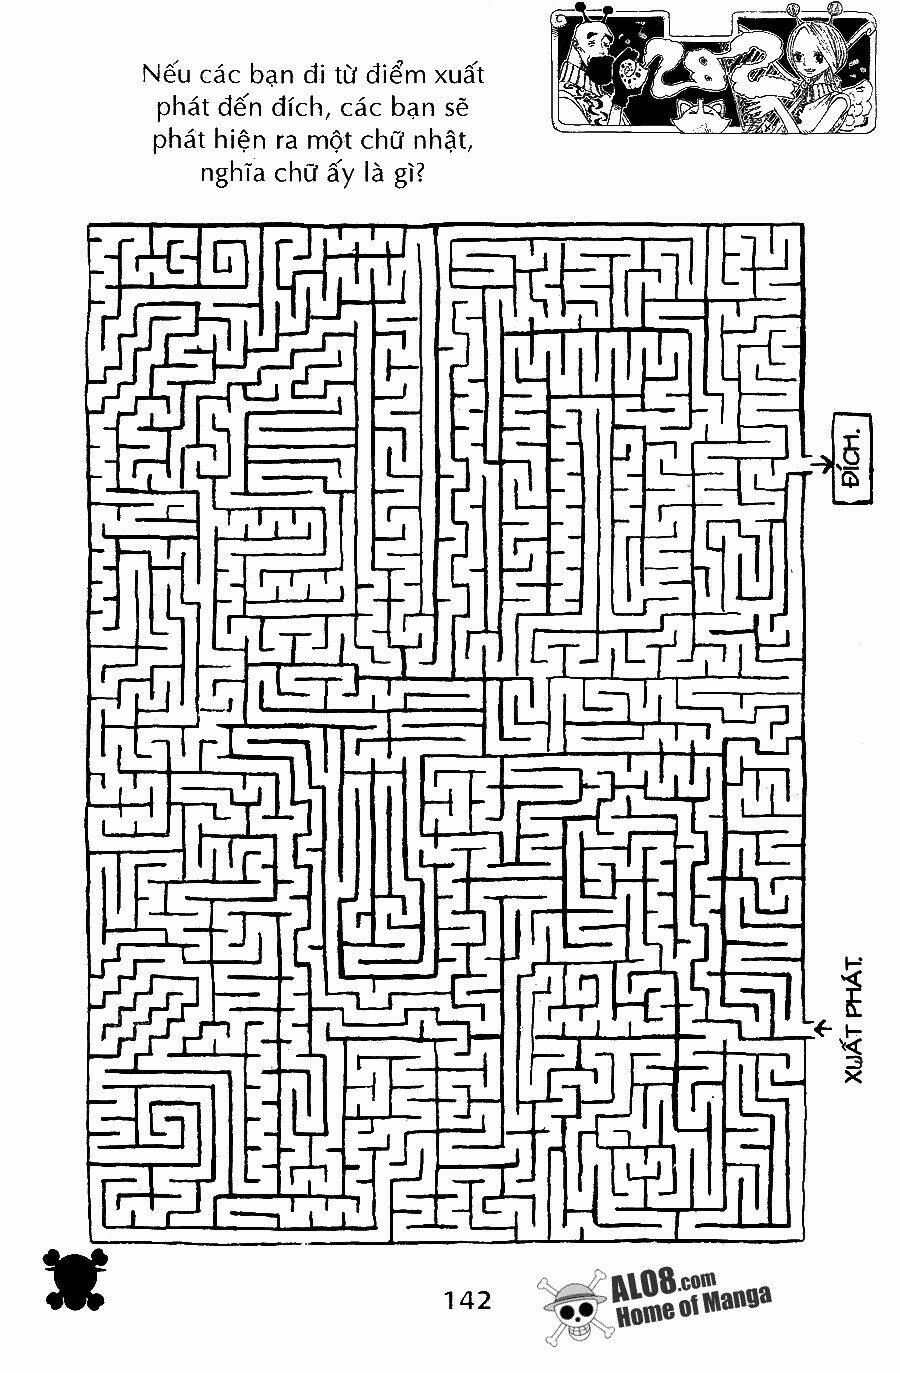 Nếu các bạn đi từ điểm xuất
phát đến đích, các bạn sẽ
phát hiện ra một chữ nhật,
nghĩa chữ ấy là gì?
ĐÍCH.
XUẤT PHÁT.
142
ALO8.com
Home of Manga